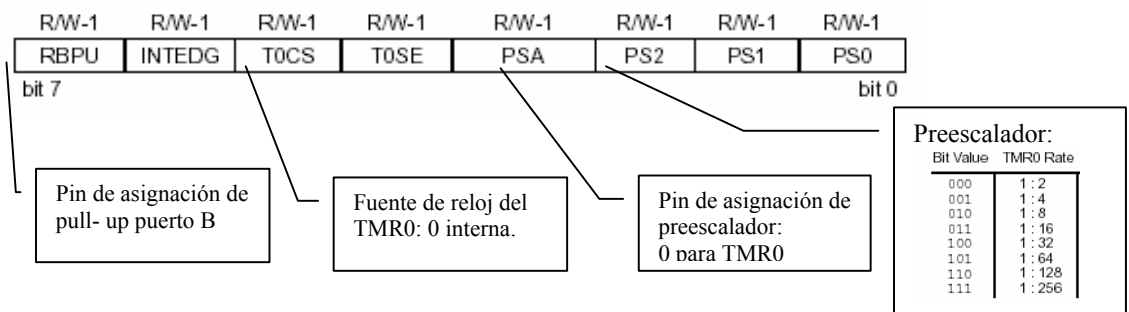 R/W-1 R/W-1 R/W-1 R/W-1 R/W-1 R/W-1 R/W-1 R/W-1
RBPU INTEDG T0CS T0SE PSA PS2 PS1 PS0
bit 7 bit 0
Pin de asignación de
pull- up puerto B
Fuente de reloj del
TMR0: 0 interna.
Pin de asignación de
preescalador:
0 para TMR0
Preescalador:
Bit Value TMR0 Rate
000 1 : 2
001 1 : 4
010 1 : 8
011 1 : 16
100 1 : 32
101 1 : 64
110 1 : 128
111 1 : 256